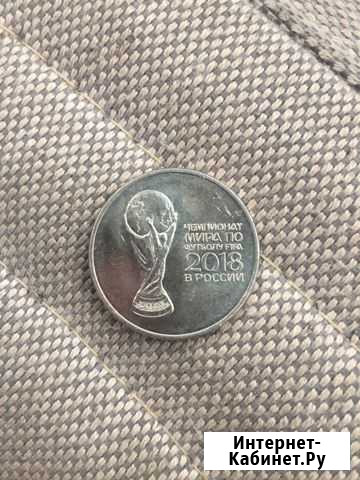 ЧЕМПИОНАТ
МИРА ПО
ФУТБОЛУ FIFA
2018
В РОССИИ
Интернет-
Кабинет.Ру